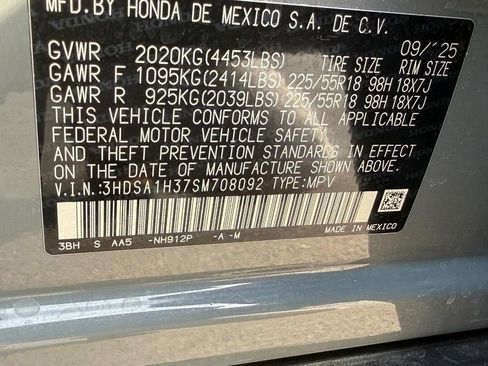 MFD.BY HONDA DE MEXICO S.A. DE C.V.
09/'25
GVWR 2020KG(4453LBS) TIRE SIZE RIM SIZE
GAWR F 1095KG(2414LBS) 225/55R18 98H 18X7J
GAWR R 925KG(2039LBS) 225/55R18 98H 18X7J
THIS VEHICLE CONFORMS TO ALL APPLICABLE
FEDERAL MOTOR VEHICLE SAFETY
AND THEFT PREVENTION STANDARDS IN EFFECT
ON THE DATE OF MANUFACTURE SHOWN ABOVE.
V.I.N.:3HDSA1H37SM708092 TYPE:MPV
3BH S AA5 -NH912P -A -M
MADE IN MEXICO